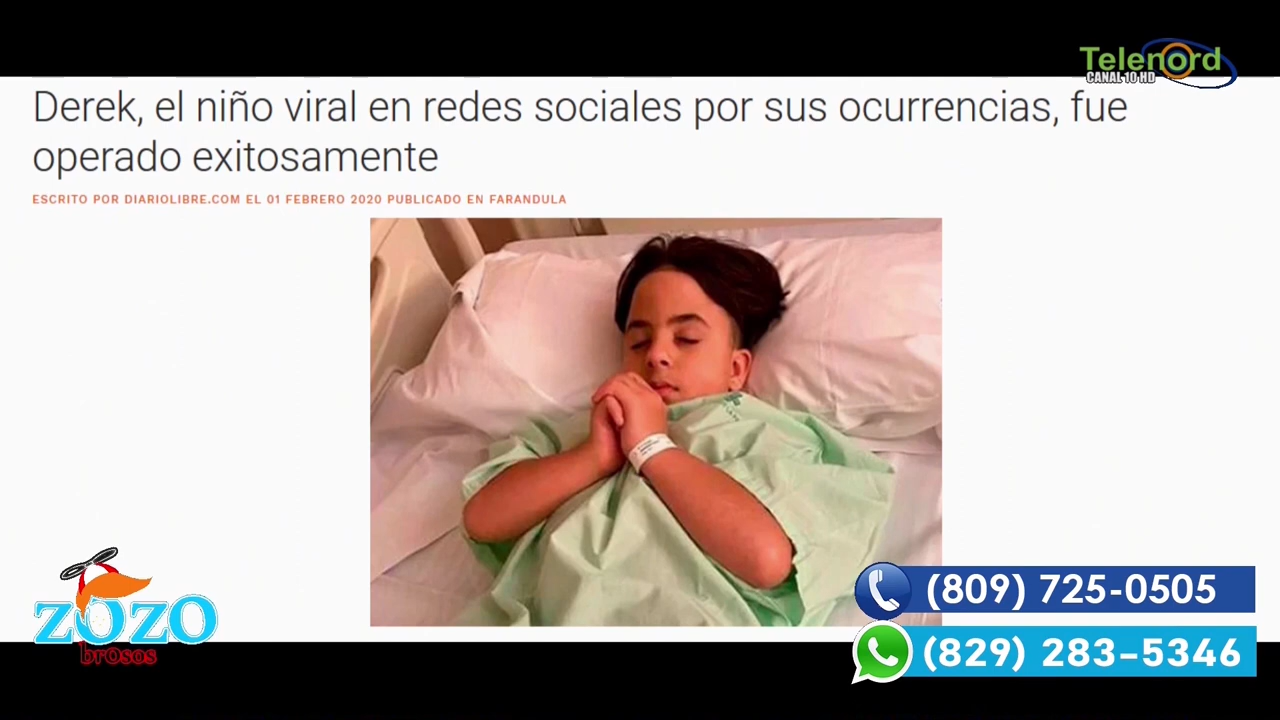 Telenord
CANAL 10 HD
Derek, el niño viral en redes sociales por sus ocurrencias, fue
operado exitosamente
ESCRITO POR DIARIOLIBRE.COM EL 01 FEBRERO 2020 PUBLICADO EN FARANDULA
zozo
brosos
(809) 725-0505
(829) 283-5346